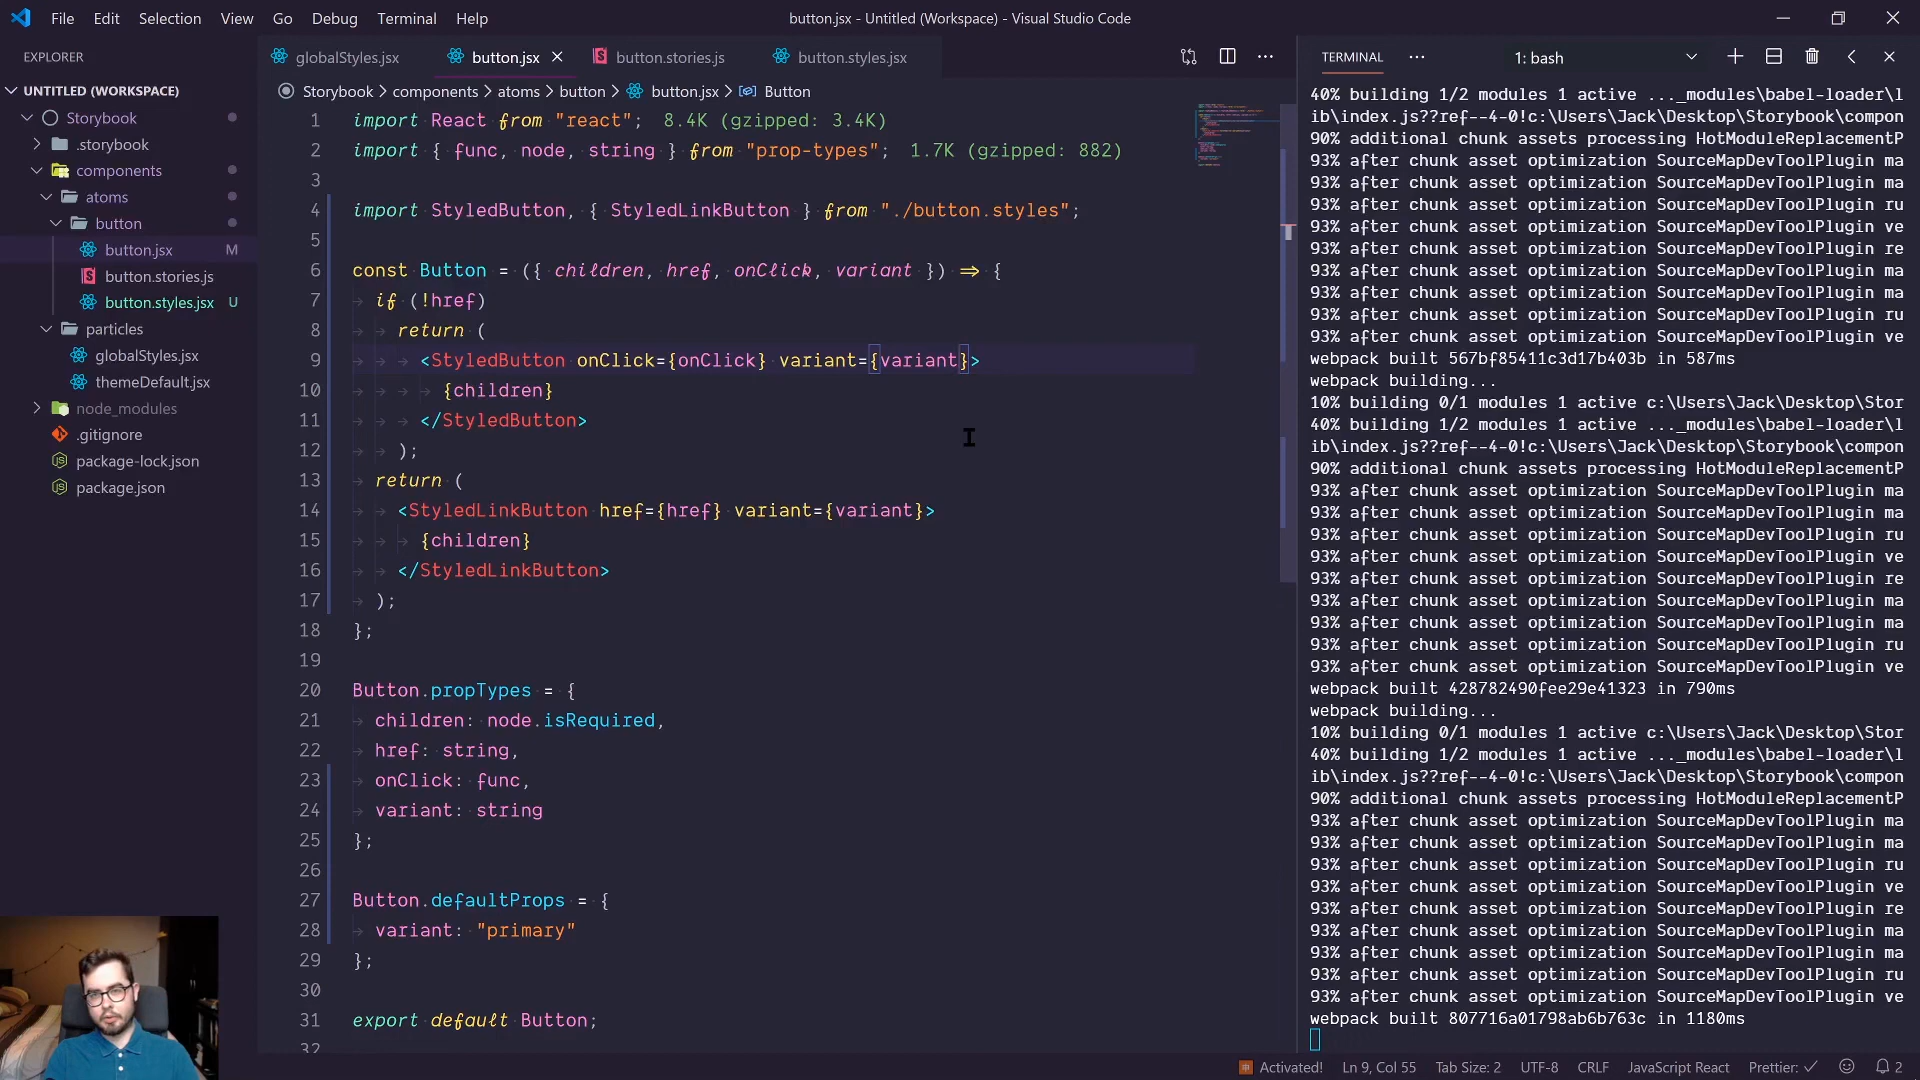 File Edit Selection View Go Debug Terminal Help
button.jsx - Untitled (Workspace) - Visual Studio Code
EXPLORER
UNTITLED (WORKSPACE)
Storybook
.storybook
components
atoms
button
button.jsx M
button.stories.js
button.styles.jsx U
particles
globalStyles.jsx
themeDefault.jsx
node_modules
.gitignore
package-lock.json
package.json
globalStyles.jsx button.jsx button.stories.js button.styles.jsx
Storybook > components > atoms > button > button.jsx > Button
1 import React from "react"; 8.4K (gzipped: 3.4K)
2 import { func, node, string } from "prop-types"; 1.7K (gzipped: 882)
3
4 import StyledButton, { StyledLinkButton } from "./button.styles";
5
6 const Button = ({ children, href, onClick, variant }) => {
7 if (!href)
8 return (
9 <StyledButton onClick={onClick} variant={variant}>
10 {children}
11 </StyledButton>
12 );
13 return (
14 <StyledLinkButton href={href} variant={variant}>
15 {children}
16 </StyledLinkButton>
17 );
18 };
19
20 Button.propTypes = {
21 children: node.isRequired,
22 href: string,
23 onClick: func,
24 variant: string
25 };
26
27 Button.defaultProps = {
28 variant: "primary"
29 };
30
31 export default Button;
32
TERMINAL 1: bash
40% building 1/2 modules 1 active ..._modules\babel-loader\l
ib\index.js??ref--4-0!c:\Users\Jack\Desktop\Storybook\compon
90% additional chunk assets processing HotModuleReplacementP
93% after chunk asset optimization SourceMapDevToolPlugin ma
93% after chunk asset optimization SourceMapDevToolPlugin ma
93% after chunk asset optimization SourceMapDevToolPlugin ru
93% after chunk asset optimization SourceMapDevToolPlugin ve
93% after chunk asset optimization SourceMapDevToolPlugin re
93% after chunk asset optimization SourceMapDevToolPlugin ma
93% after chunk asset optimization SourceMapDevToolPlugin ma
93% after chunk asset optimization SourceMapDevToolPlugin ru
93% after chunk asset optimization SourceMapDevToolPlugin ve
webpack built 567bf85411c3d17b403b in 587ms
webpack building...
10% building 0/1 modules 1 active c:\Users\Jack\Desktop\Stor
40% building 1/2 modules 1 active ..._modules\babel-loader\l
ib\index.js??ref--4-0!c:\Users\Jack\Desktop\Storybook\compon
90% additional chunk assets processing HotModuleReplacementP
93% after chunk asset optimization SourceMapDevToolPlugin ma
93% after chunk asset optimization SourceMapDevToolPlugin ma
93% after chunk asset optimization SourceMapDevToolPlugin ru
93% after chunk asset optimization SourceMapDevToolPlugin ve
93% after chunk asset optimization SourceMapDevToolPlugin re
93% after chunk asset optimization SourceMapDevToolPlugin ma
93% after chunk asset optimization SourceMapDevToolPlugin ma
93% after chunk asset optimization SourceMapDevToolPlugin ru
93% after chunk asset optimization SourceMapDevToolPlugin ve
webpack built 428782490fee29e41323 in 790ms
webpack building...
10% building 0/1 modules 1 active c:\Users\Jack\Desktop\Stor
40% building 1/2 modules 1 active ..._modules\babel-loader\l
ib\index.js??ref--4-0!c:\Users\Jack\Desktop\Storybook\compon
90% additional chunk assets processing HotModuleReplacementP
93% after chunk asset optimization SourceMapDevToolPlugin ma
93% after chunk asset optimization SourceMapDevToolPlugin ma
93% after chunk asset optimization SourceMapDevToolPlugin ru
93% after chunk asset optimization SourceMapDevToolPlugin ve
93% after chunk asset optimization SourceMapDevToolPlugin re
93% after chunk asset optimization SourceMapDevToolPlugin ma
93% after chunk asset optimization SourceMapDevToolPlugin ma
93% after chunk asset optimization SourceMapDevToolPlugin ru
93% after chunk asset optimization SourceMapDevToolPlugin ve
webpack built 807716a01798ab6b763c in 1180ms
Activated! Ln 9, Col 55 Tab Size: 2 UTF-8 CRLF JavaScript React Prettier: ✓ 2